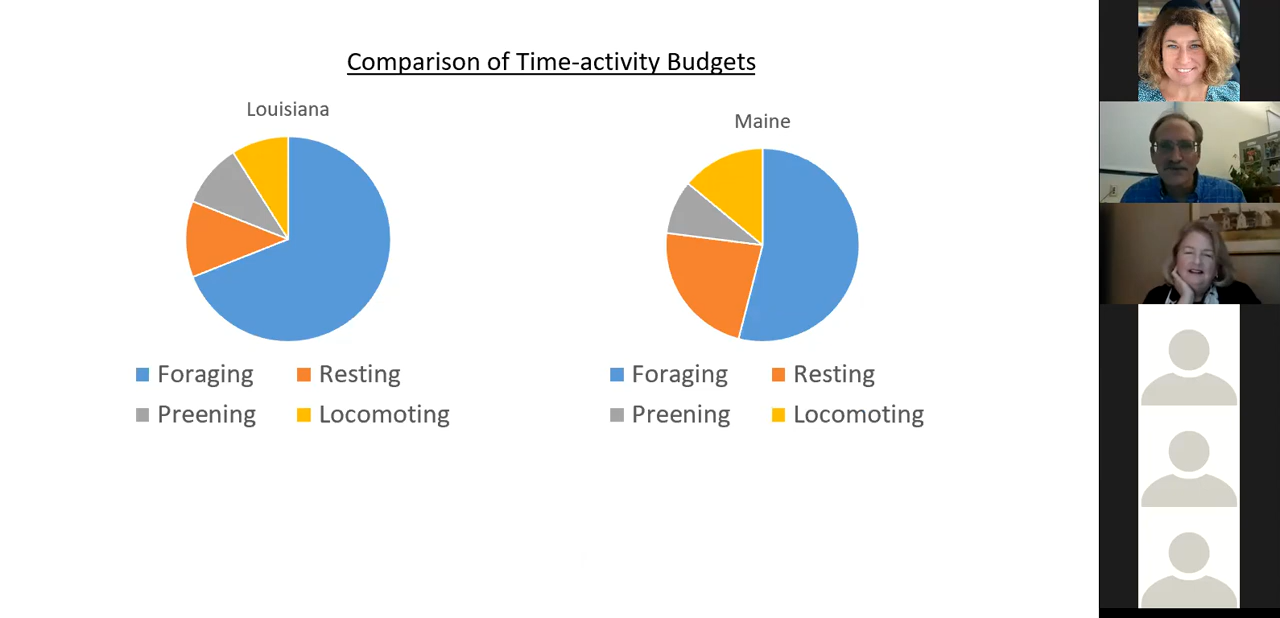 Comparison of Time-activity Budgets
Louisiana
Maine
Foraging Resting
Preening Locomoting
Foraging Resting
Preening Locomoting